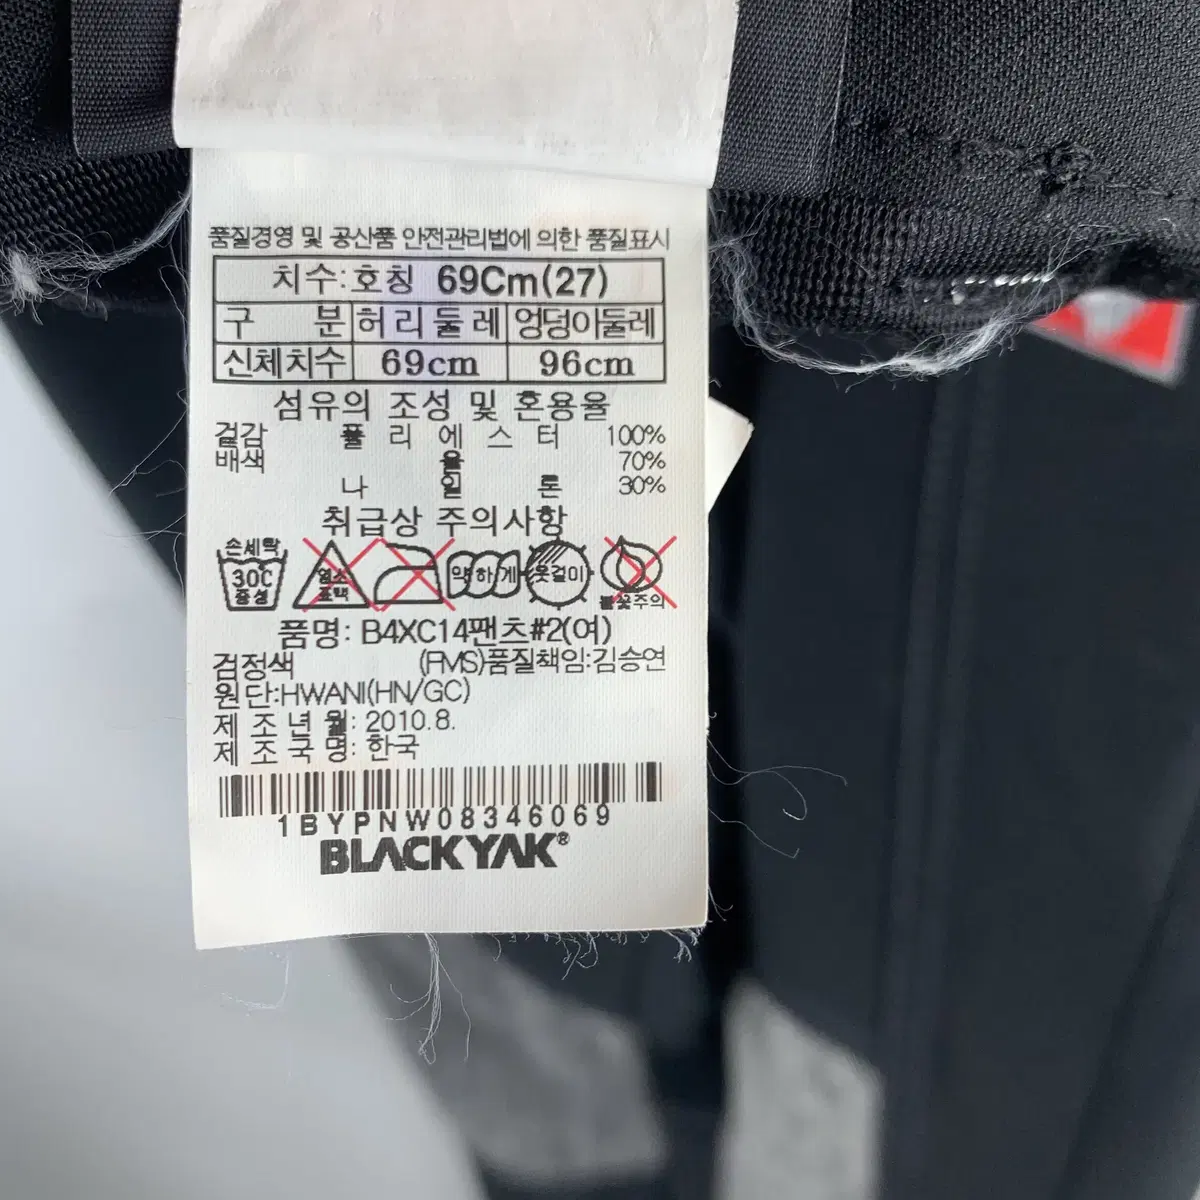 품질경영 및 공산품 안전관리법에 의한 품질표시
치수:호칭 69Cm(27)
구 분 허리둘레 엉덩이둘레
신체치수 69cm 96cm
섬유의 조성 및 혼용율
겉감 폴리에스터 100%
배색 울 70%
나일론 30%
취급상 주의사항
손세탁
30C
중성
염소
표백
약하게
옷걸이
불꽃주의
품명: B4XC14팬츠#2(여)
검정색 (FMS)품질책임:김승연
원단:HWANI(HN/GC)
제 조 년 월: 2010.8.
제 조 국 명: 한국
1BYPNW08346069
BLACKYAK®